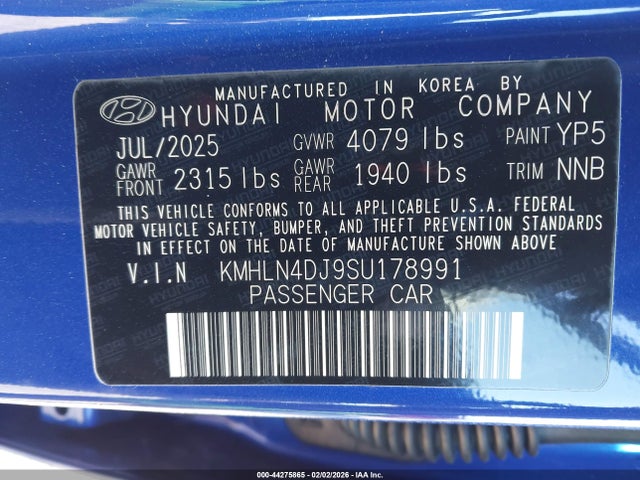 MANUFACTURED IN KOREA BY
HYUNDAI MOTOR COMPANY
JUL/2025 GVWR 4079 lbs PAINT YP5
GAWR FRONT 2315 lbs GAWR REAR 1940 lbs TRIM NNB
THIS VEHICLE CONFORMS TO ALL APPLICABLE U.S.A. FEDERAL
MOTOR VEHICLE SAFETY, BUMPER, AND THEFT PREVENTION STANDARDS
IN EFFECT ON THE DATE OF MANUFACTURE SHOWN ABOVE
V.I.N KMHLN4DJ9SU178991
PASSENGER CAR
000-44275865 - 02/02/2026 - IAA Inc.